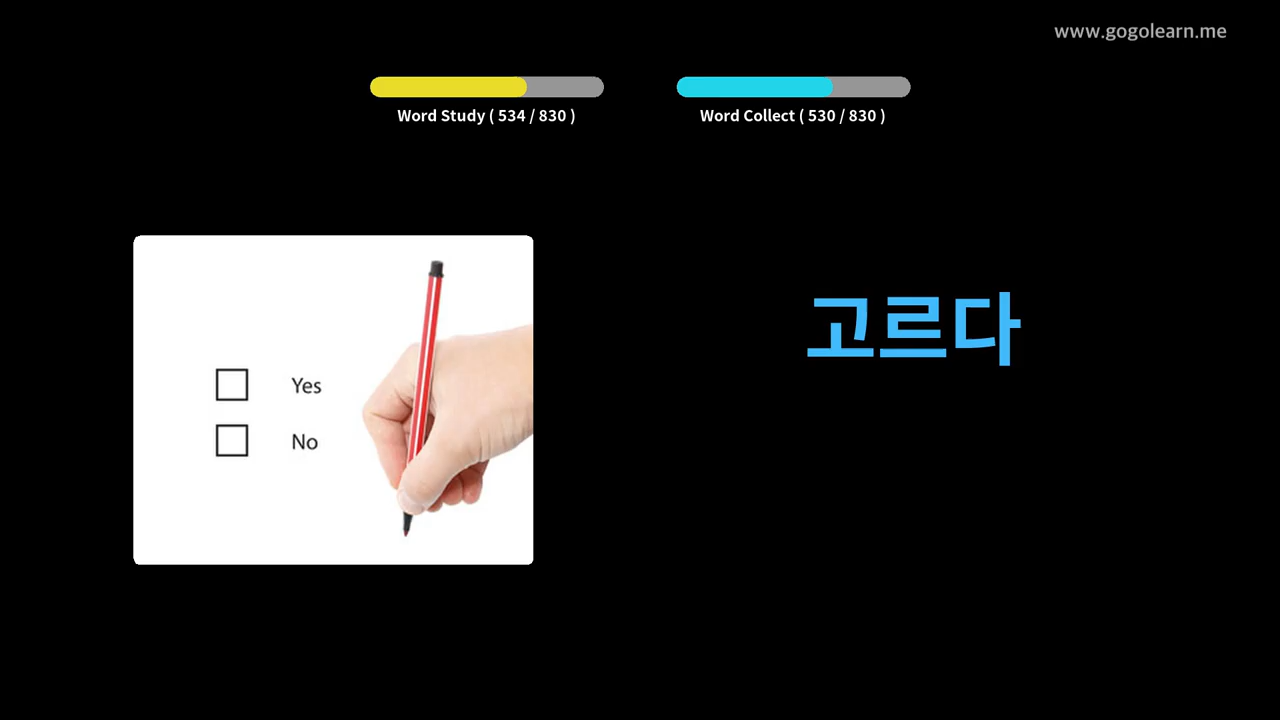 www.gogolearn.me
Word Study ( 534 / 830 )
Word Collect ( 530 / 830 )
고르다
Yes
No